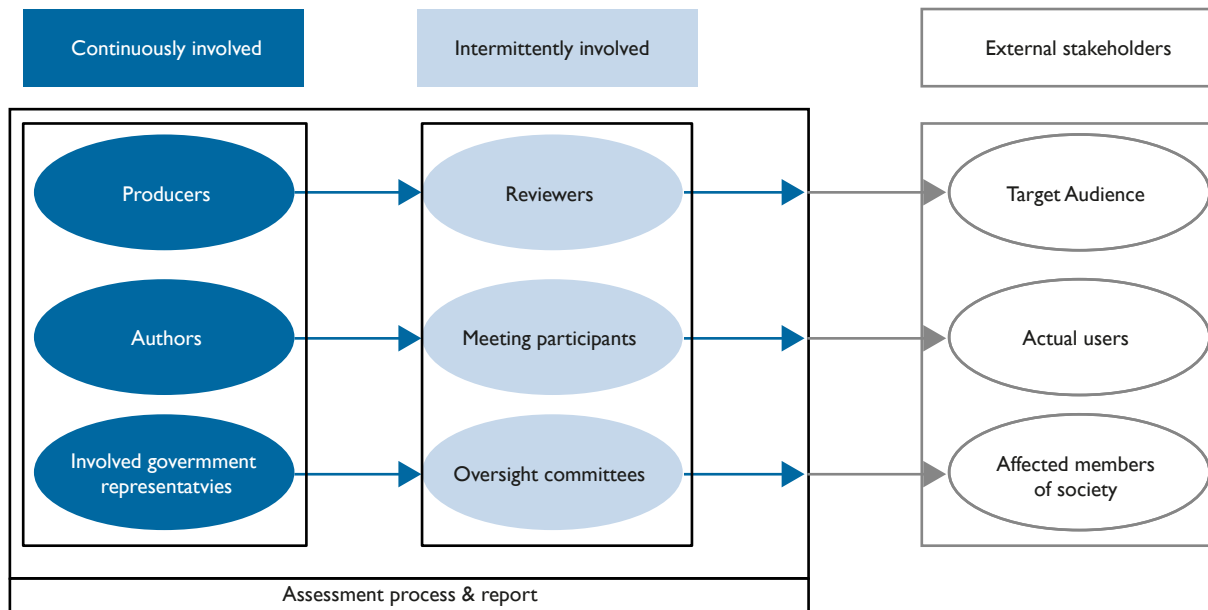 Continuously involved
Intermittently involved
External stakeholders
Producers
Reviewers
Target Audience
Authors
Meeting participants
Actual users
Involved govermment
representatvies
Oversight committees
Affected members
of society
Assessment process & report